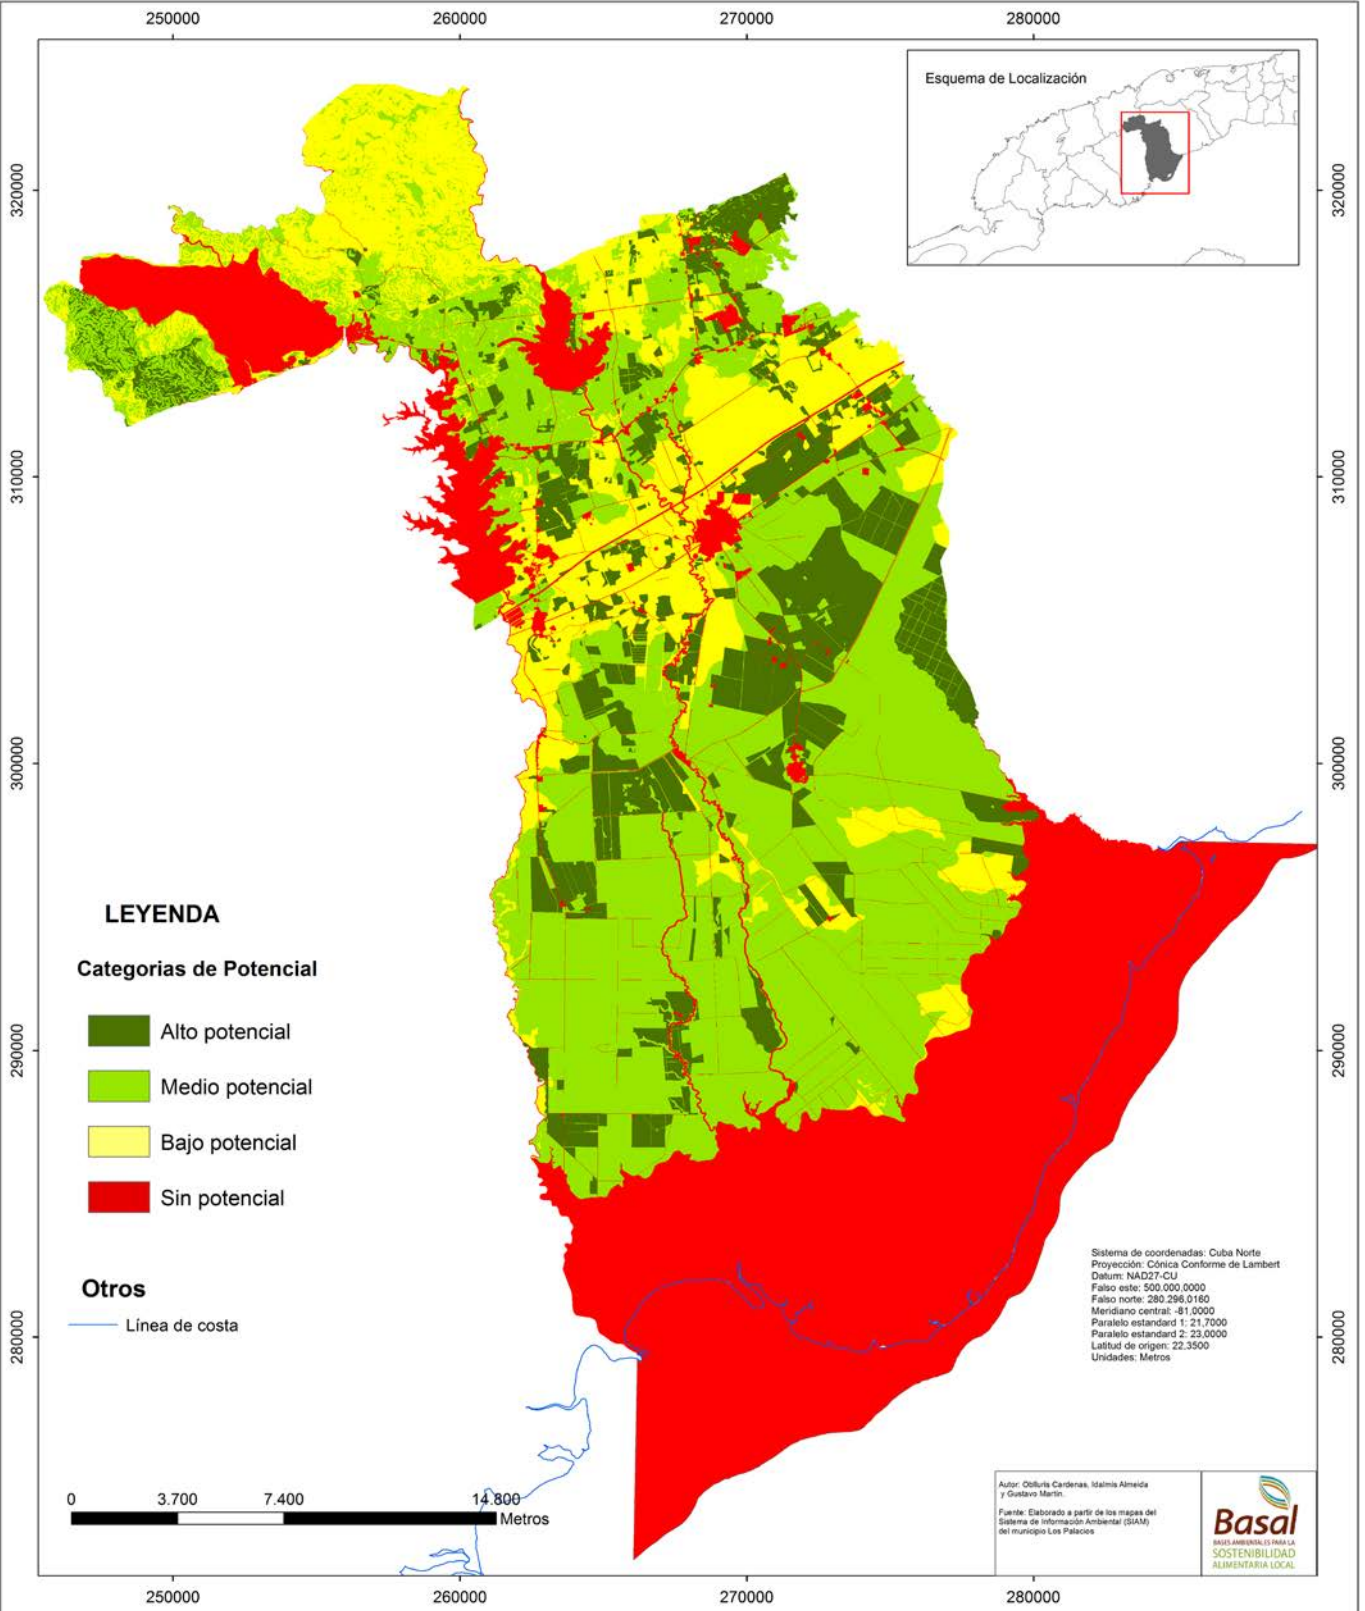 250000
260000
270000
280000
Esquema de Localización
320000
320000
310000
310000
300000
300000
290000
290000
280000
280000
LEYENDA
Categorias de Potencial
Alto potencial
Medio potencial
Bajo potencial
Sin potencial
Otros
Línea de costa
Sistema de coordenadas: Cuba Norte
Proyección: Cónica Conforme de Lambert
Datum: NAD27-CU
Falso este: 500.000,0000
Falso norte: 280.296,0160
Meridiano central: -81,0000
Paralelo estandard 1: 21,7000
Paralelo estandard 2: 23,0000
Latitud de origen: 22,3500
Unidades: Metros
0
3.700
7.400
14.800
Metros
Autor: Cardenas, Idalmis Almeida
y Gustavo Martín.
Fuente: Elaborado a partir de los mapas del
Sistema de Información Ambiental (SIAM)
del municipio Los Palacios
Basal
BASES AMBIENTALES PARA LA
SOSTENIBILIDAD
ALIMENTARIA LOCAL
250000
260000
270000
280000